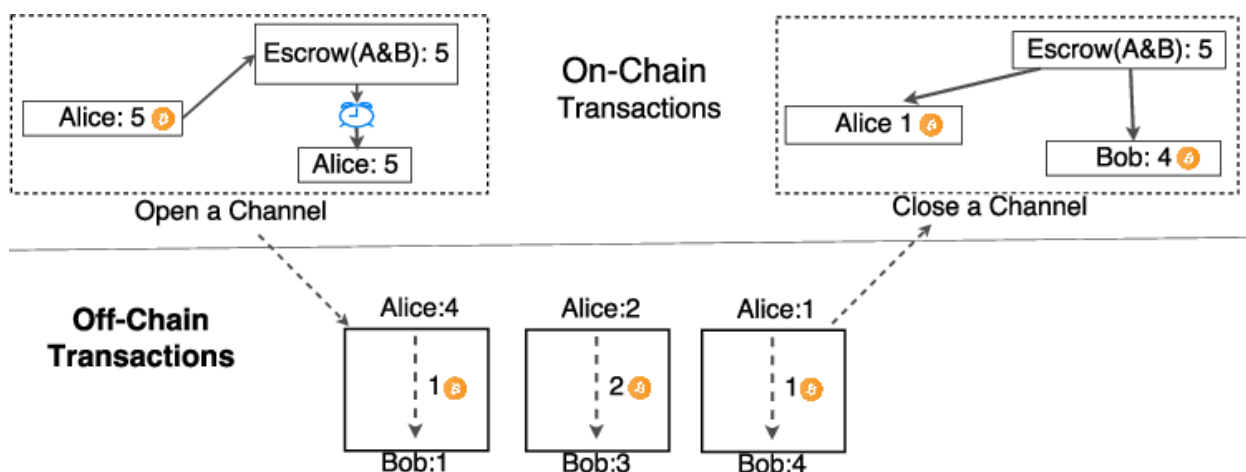 Escrow(A&B): 5
Alice: 5
Alice: 5
Open a Channel
On-Chain
Transactions
Escrow(A&B): 5
Alice 1
Bob: 4
Close a Channel
Off-Chain
Transactions
Alice:4
1
Bob:1
Alice:2
2
Bob:3
Alice:1
1
Bob:4